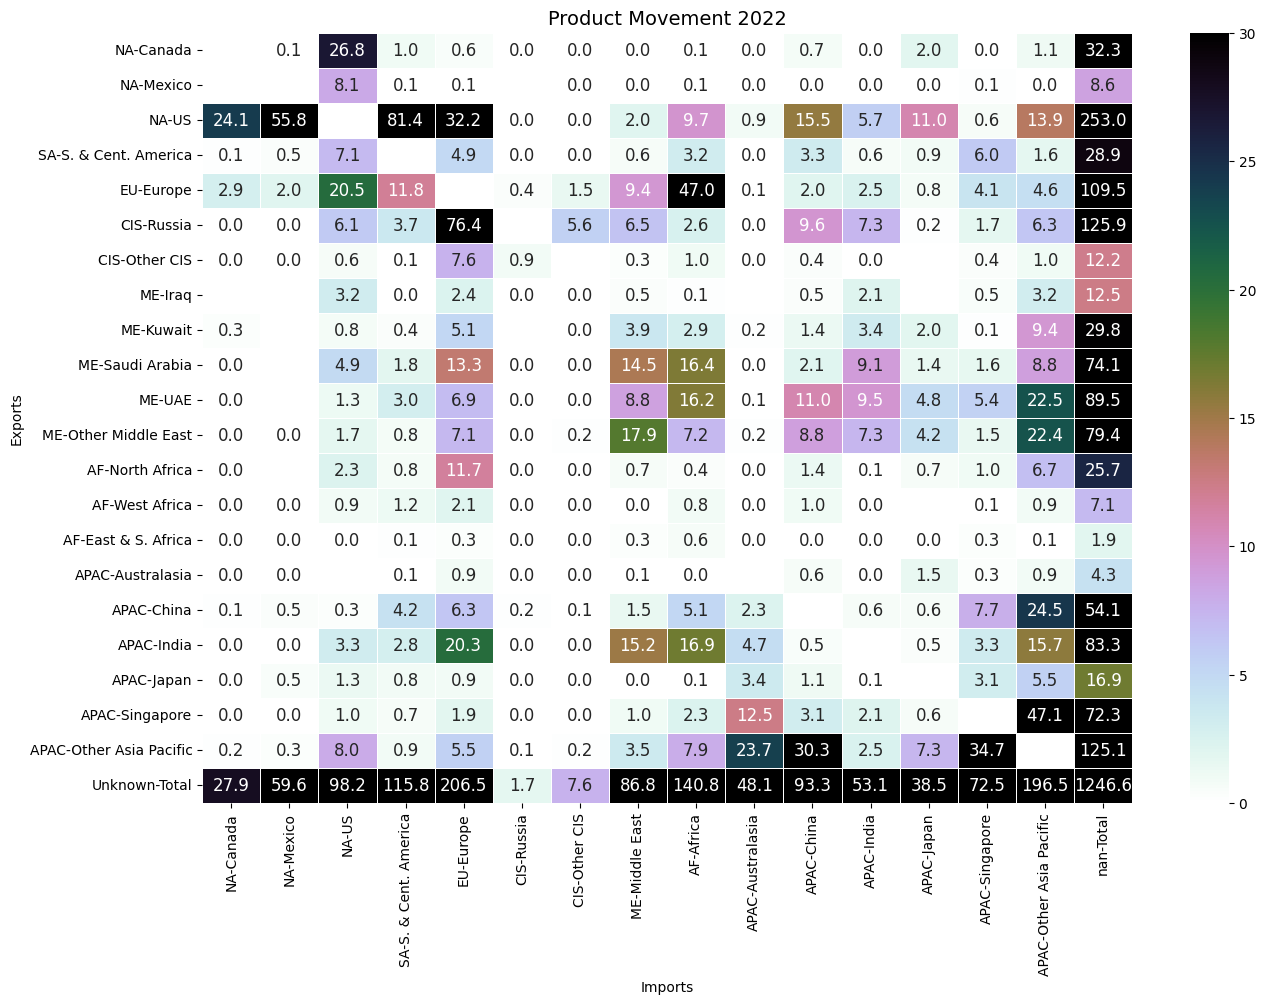 Product Movement 2022
NA-Canada 0.1 26.8 1.0 0.6 0.0 0.0 0.0 0.1 0.0 0.7 0.0 2.0 0.0 1.1 32.3
NA-Mexico 8.1 0.1 0.1 0.0 0.0 0.1 0.0 0.0 0.0 0.0 0.1 0.0 8.6
NA-US 24.1 55.8 81.4 32.2 0.0 0.0 2.0 9.7 0.9 15.5 5.7 11.0 0.6 13.9 253.0
SA-S. & Cent. America 0.1 0.5 7.1 4.9 0.0 0.0 0.6 3.2 0.0 3.3 0.6 0.9 6.0 1.6 28.9
EU-Europe 2.9 2.0 20.5 11.8 0.4 1.5 9.4 47.0 0.1 2.0 2.5 0.8 4.1 4.6 109.5
CIS-Russia 0.0 0.0 6.1 3.7 76.4 5.6 6.5 2.6 0.0 9.6 7.3 0.2 1.7 6.3 125.9
CIS-Other CIS 0.0 0.0 0.6 0.1 7.6 0.9 0.3 1.0 0.0 0.4 0.0 0.4 1.0 12.2
ME-Iraq 3.2 0.0 2.4 0.0 0.0 0.5 0.1 0.5 2.1 0.5 3.2 12.5
ME-Kuwait 0.3 0.8 0.4 5.1 0.0 3.9 2.9 0.2 1.4 3.4 2.0 0.1 9.4 29.8
ME-Saudi Arabia 0.0 4.9 1.8 13.3 0.0 0.0 14.5 16.4 0.0 2.1 9.1 1.4 1.6 8.8 74.1
ME-UAE 0.0 1.3 3.0 6.9 0.0 0.0 8.8 16.2 0.1 11.0 9.5 4.8 5.4 22.5 89.5
ME-Other Middle East 0.0 0.0 1.7 0.8 7.1 0.0 0.2 17.9 7.2 0.2 8.8 7.3 4.2 1.5 22.4 79.4
AF-North Africa 0.0 2.3 0.8 11.7 0.0 0.0 0.7 0.4 0.0 1.4 0.1 0.7 1.0 6.7 25.7
AF-West Africa 0.0 0.0 0.9 1.2 2.1 0.0 0.0 0.0 0.8 0.0 1.0 0.0 0.1 0.9 7.1
AF-East & S. Africa 0.0 0.0 0.0 0.1 0.3 0.0 0.0 0.3 0.6 0.0 0.0 0.0 0.0 0.3 0.1 1.9
APAC-Australasia 0.0 0.0 0.1 0.9 0.0 0.0 0.1 0.0 0.6 0.0 1.5 0.3 0.9 4.3
APAC-China 0.1 0.5 0.3 4.2 6.3 0.2 0.1 1.5 5.1 2.3 0.6 0.6 7.7 24.5 54.1
APAC-India 0.0 0.0 3.3 2.8 20.3 0.0 0.0 15.2 16.9 4.7 0.5 0.5 3.3 15.7 83.3
APAC-Japan 0.0 0.5 1.3 0.8 0.9 0.0 0.0 0.0 0.1 3.4 1.1 0.1 3.1 5.5 16.9
APAC-Singapore 0.0 0.0 1.0 0.7 1.9 0.0 0.0 1.0 2.3 12.5 3.1 2.1 0.6 47.1 72.3
APAC-Other Asia Pacific 0.2 0.3 8.0 0.9 5.5 0.1 0.2 3.5 7.9 23.7 30.3 2.5 7.3 34.7 125.1
Unknown-Total 27.9 59.6 98.2 115.8 206.5 1.7 7.6 86.8 140.8 48.1 93.3 53.1 38.5 72.5 196.5 1246.6
Exports
NA-Canada
NA-Mexico
NA-US
SA-S. & Cent. America
EU-Europe
CIS-Russia
CIS-Other CIS
ME-Middle East
AF-Africa
APAC-Australasia
APAC-China
APAC-India
APAC-Japan
APAC-Singapore
APAC-Other Asia Pacific
nan-Total
Imports
30
25
20
15
10
5
0